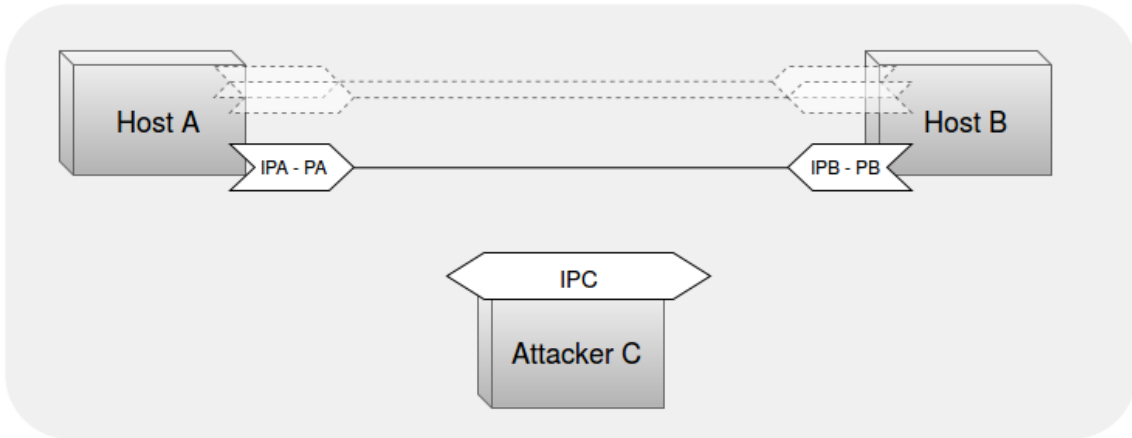 Host A
Host B
IPA - PA
IPB - PB
IPC
Attacker C